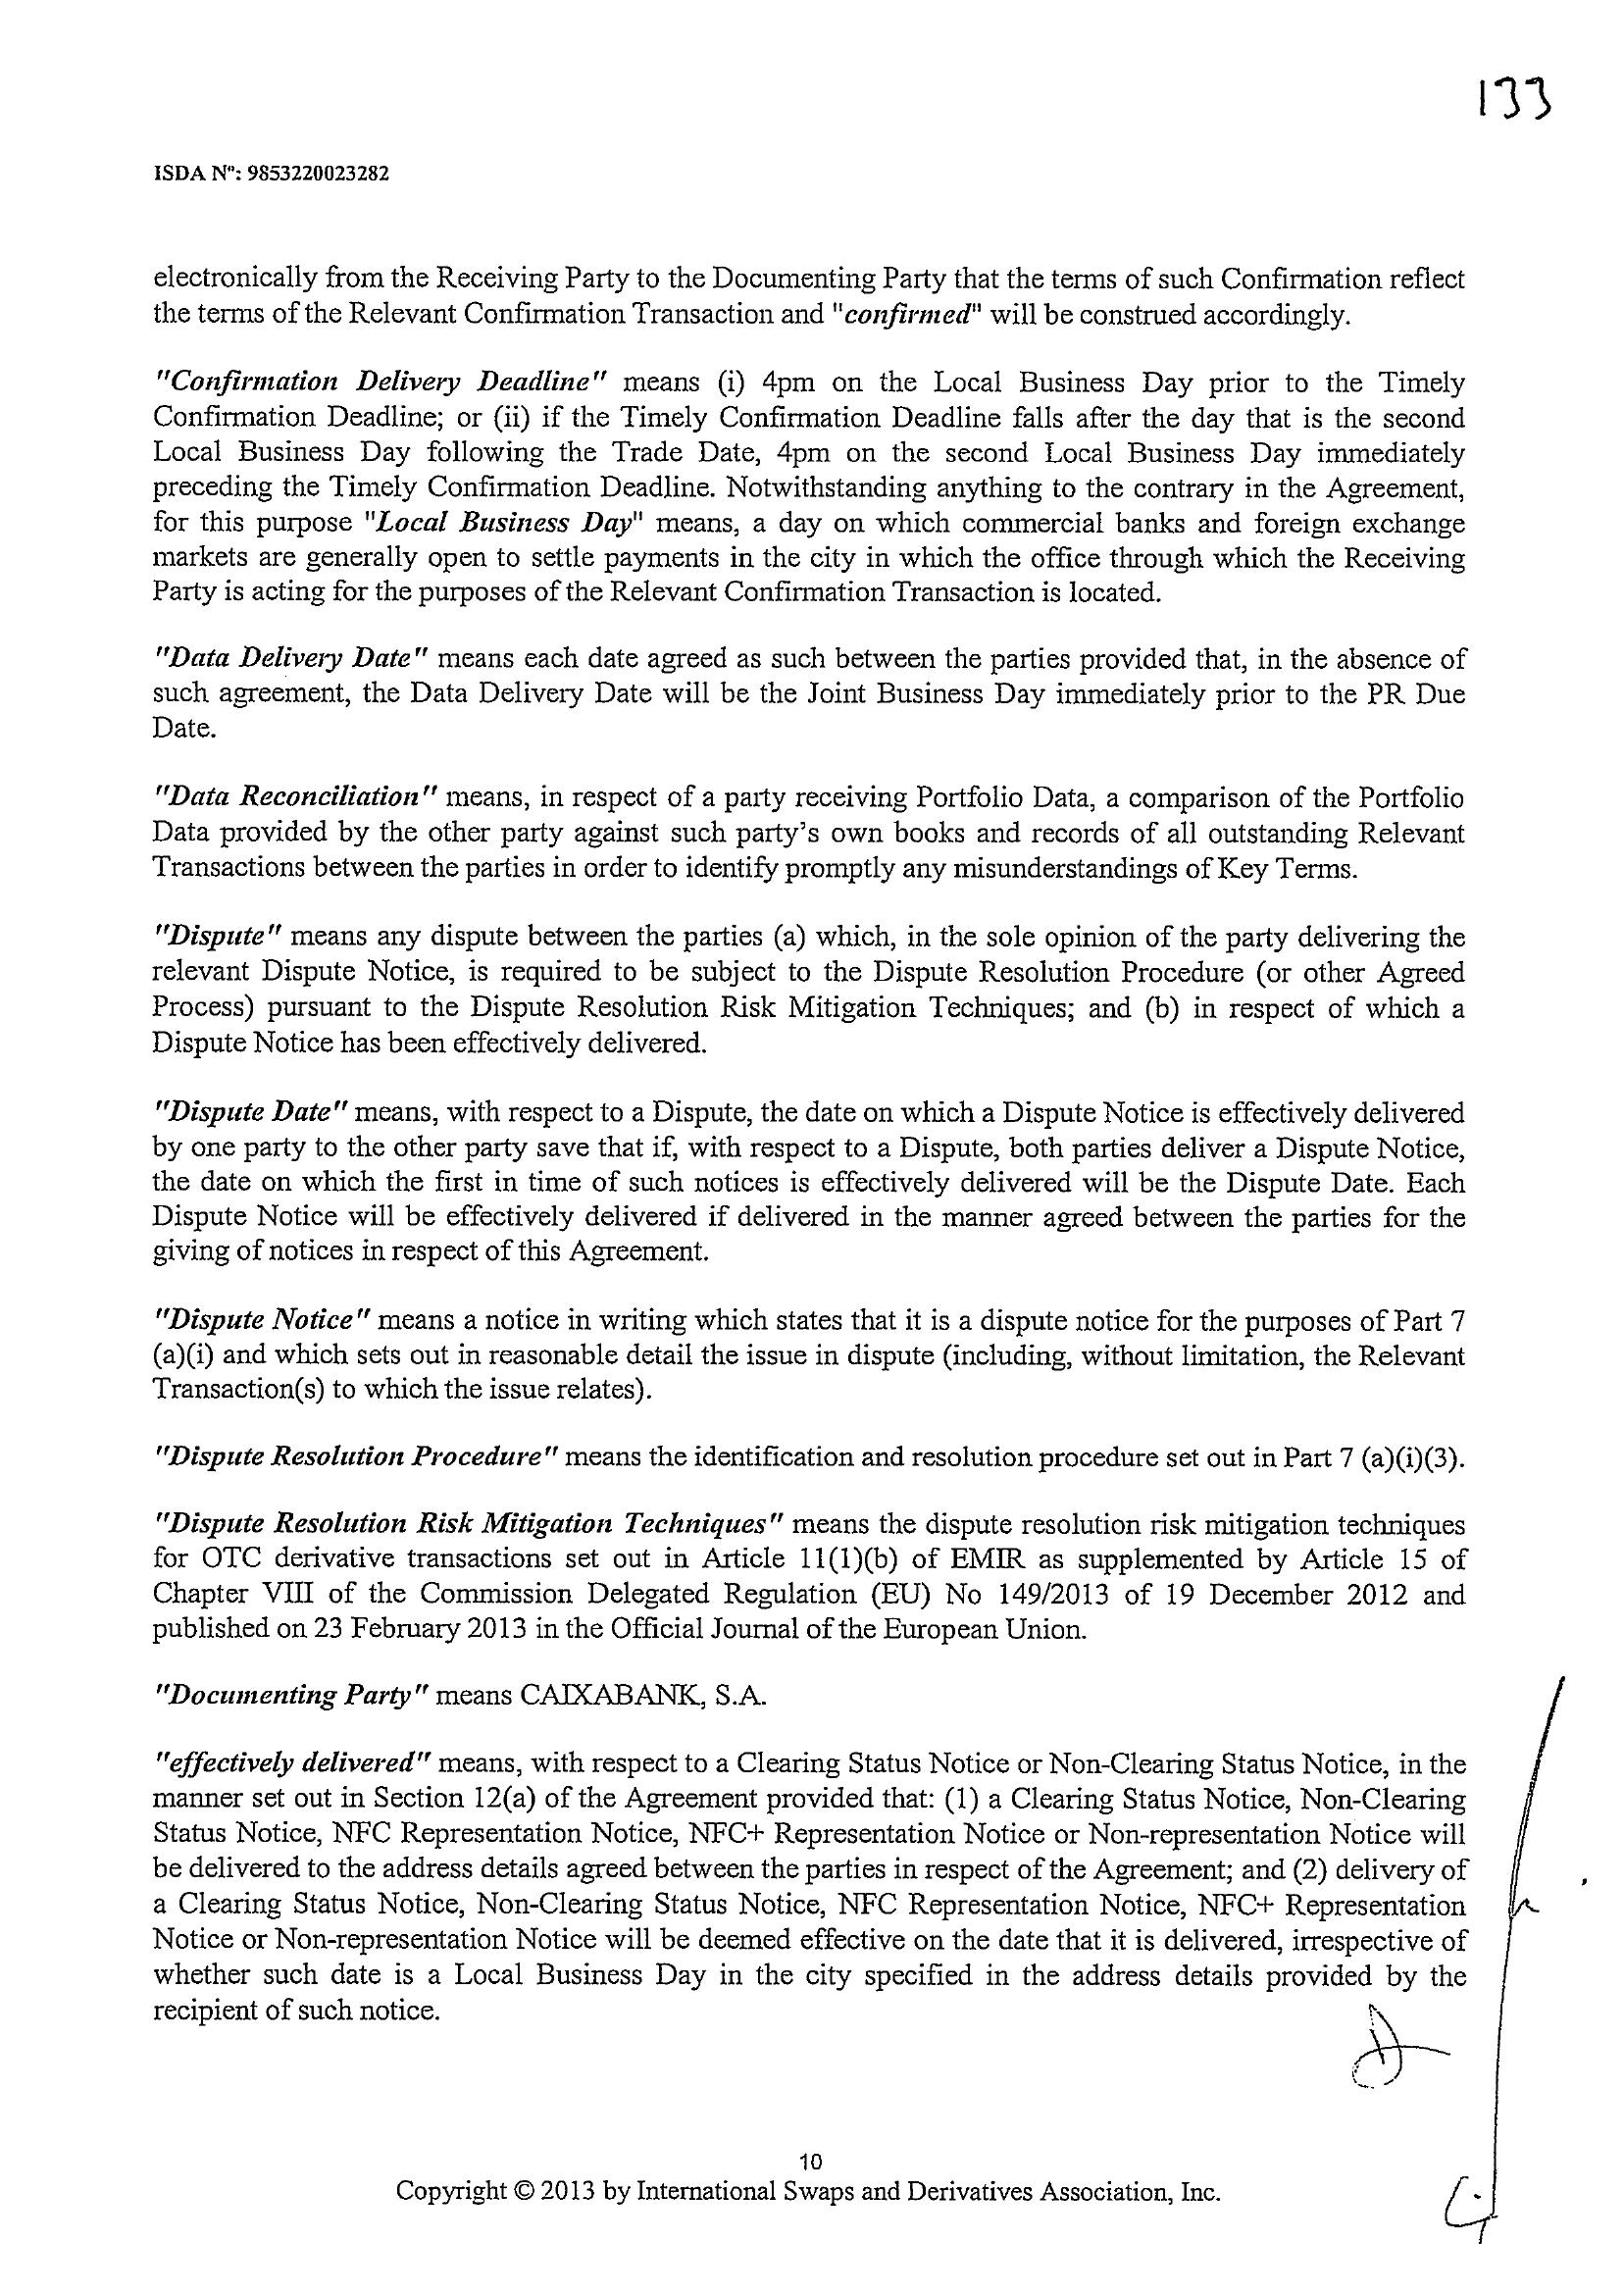 133
ISDA N°: 9853220023282
electronically from the Receiving Party to the Documenting Party that the terms of such Confirmation reflect
the terms of the Relevant Confirmation Transaction and "confirmed" will be construed accordingly.
"Confirmation Delivery Deadline" means (i) 4pm on the Local Business Day prior to the Timely
Confirmation Deadline; or (ii) if the Timely Confirmation Deadline falls after the day that is the second
Local Business Day following the Trade Date, 4pm on the second Local Business Day immediately
preceding the Timely Confirmation Deadline. Notwithstanding anything to the contrary in the Agreement,
for this purpose "Local Business Day" means, a day on which commercial banks and foreign exchange
markets are generally open to settle payments in the city in which the office through which the Receiving
Party is acting for the purposes of the Relevant Confirmation Transaction is located.
"Data Delivery Date" means each date agreed as such between the parties provided that, in the absence of
such agreement, the Data Delivery Date will be the Joint Business Day immediately prior to the PR Due
Date.
"Data Reconciliation" means, in respect of a party receiving Portfolio Data, a comparison of the Portfolio
Data provided by the other party against such party's own books and records of all outstanding Relevant
Transactions between the parties in order to identify promptly any misunderstandings of Key Terms.
"Dispute" means any dispute between the parties (a) which, in the sole opinion of the party delivering the
relevant Dispute Notice, is required to be subject to the Dispute Resolution Procedure (or other Agreed
Process) pursuant to the Dispute Resolution Risk Mitigation Techniques; and (b) in respect of which a
Dispute Notice has been effectively delivered.
"Dispute Date" means, with respect to a Dispute, the date on which a Dispute Notice is effectively delivered
by one party to the other party save that if, with respect to a Dispute, both parties deliver a Dispute Notice,
the date on which the first in time of such notices is effectively delivered will be the Dispute Date. Each
Dispute Notice will be effectively delivered if delivered in the manner agreed between the parties for the
giving of notices in respect of this Agreement.
"Dispute Notice" means a notice in writing which states that it is a dispute notice for the purposes of Part 7
(a)(i) and which sets out in reasonable detail the issue in dispute (including, without limitation, the Relevant
Transaction(s) to which the issue relates).
"Dispute Resolution Procedure" means the identification and resolution procedure set out in Part 7 (a)(i)(3).
"Dispute Resolution Risk Mitigation Techniques" means the dispute resolution risk mitigation techniques
for OTC derivative transactions set out in Article 11(1)(b) of EMIR as supplemented by Article 15 of
Chapter VIII of the Commission Delegated Regulation (EU) No 149/2013 of 19 December 2012 and
published on 23 February 2013 in the Official Journal of the European Union.
"Documenting Party" means CAIXABANK, S.A.
"effectively delivered" means, with respect to a Clearing Status Notice or Non-Clearing Status Notice, in the
manner set out in Section 12(a) of the Agreement provided that: (1) a Clearing Status Notice, Non-Clearing
Status Notice, NFC Representation Notice, NFC+ Representation Notice or Non-representation Notice will
be delivered to the address details agreed between the parties in respect of the Agreement; and (2) delivery of
a Clearing Status Notice, Non-Clearing Status Notice, NFC Representation Notice, NFC+ Representation
Notice or Non-representation Notice will be deemed effective on the date that it is delivered, irrespective of
whether such date is a Local Business Day in the city specified in the address details provided by the
recipient of such notice.
10
Copyright © 2013 by International Swaps and Derivatives Association, Inc.